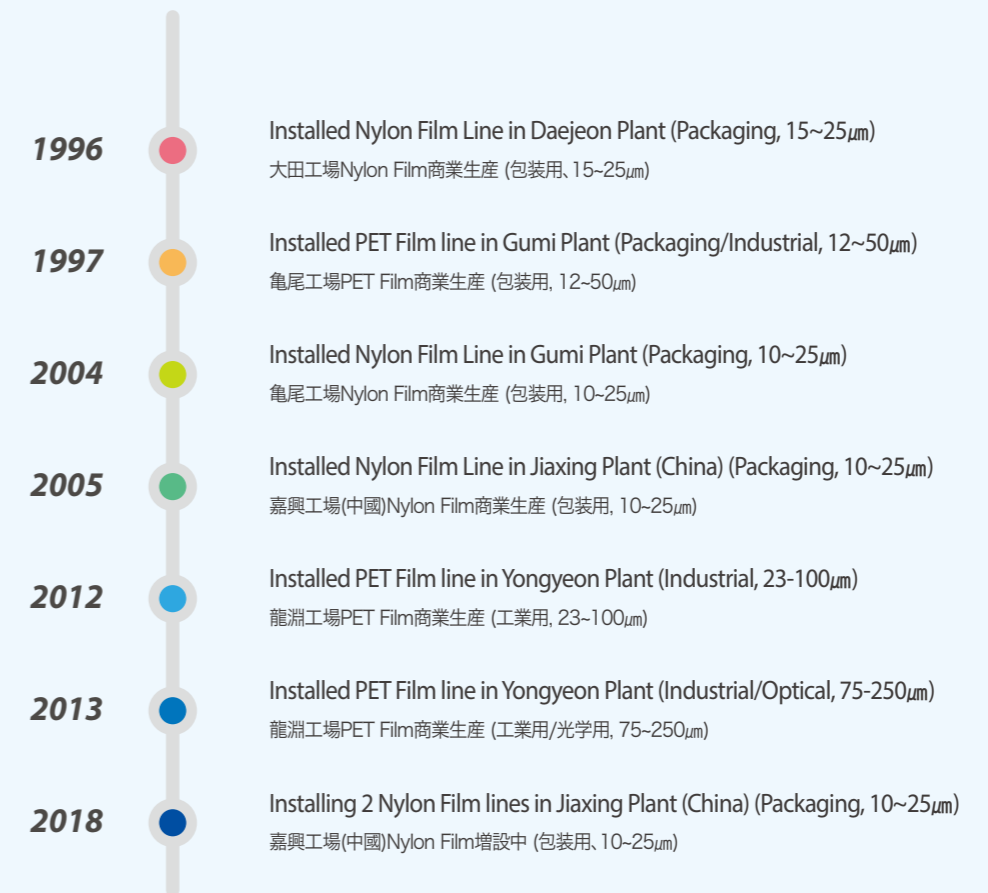 1996
Installed Nylon Film Line in Daejeon Plant (Packaging, 15~25㎛)
大田工場Nylon Film商業生産 (包装用、15~25㎛)
1997
Installed PET Film line in Gumi Plant (Packaging/Industrial, 12~50㎛)
亀尾工場PET Film商業生産 (包装用, 12~50㎛)
2004
Installed Nylon Film Line in Gumi Plant (Packaging, 10~25㎛)
亀尾工場Nylon Film商業生産 (包装用, 10~25㎛)
2005
Installed Nylon Film Line in Jiaxing Plant (China) (Packaging, 10~25㎛)
嘉興工場(中國)Nylon Film商業生産 (包装用, 10~25㎛)
2012
Installed PET Film line in Yongyeon Plant (Industrial, 23-100㎛)
龍淵工場PET Film商業生産 (工業用, 23~100㎛)
2013
Installed PET Film line in Yongyeon Plant (Industrial/Optical, 75-250㎛)
龍淵工場PET Film商業生産 (工業用/光学用, 75~250㎛)
2018
Installing 2 Nylon Film lines in Jiaxing Plant (China) (Packaging, 10~25㎛)
嘉興工場(中國)Nylon Film増設中 (包装用、10~25㎛)